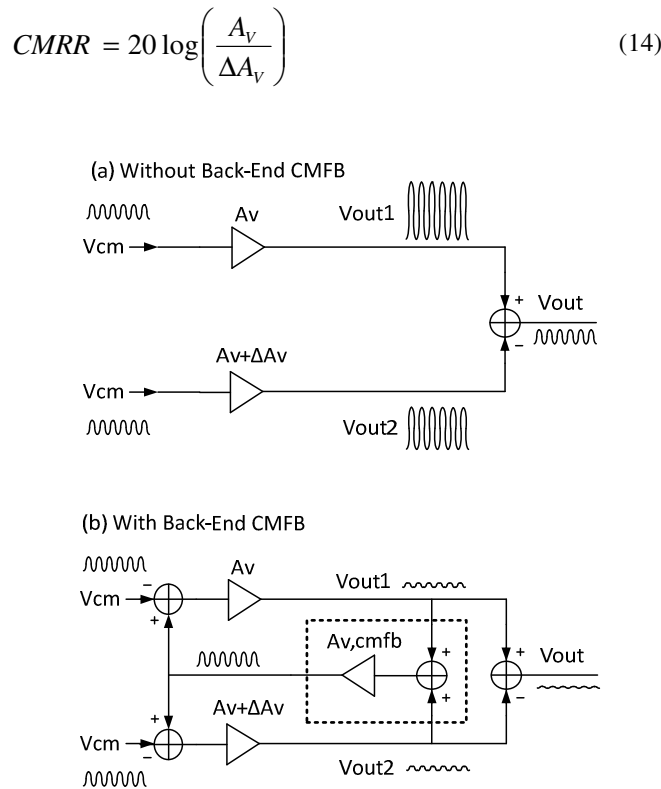 CMRR = 20 log(A_V / ΔA_V) (14)
(a) Without Back-End CMFB
Vcm
Av
Vout1
+
Vout
−
Av+ΔAv
Vcm
Vout2
(b) With Back-End CMFB
Av
Vout1
−
Vcm
+
Av,cmfb
+
+
+
Vout
−
+
Av+ΔAv
Vcm
−
Vout2